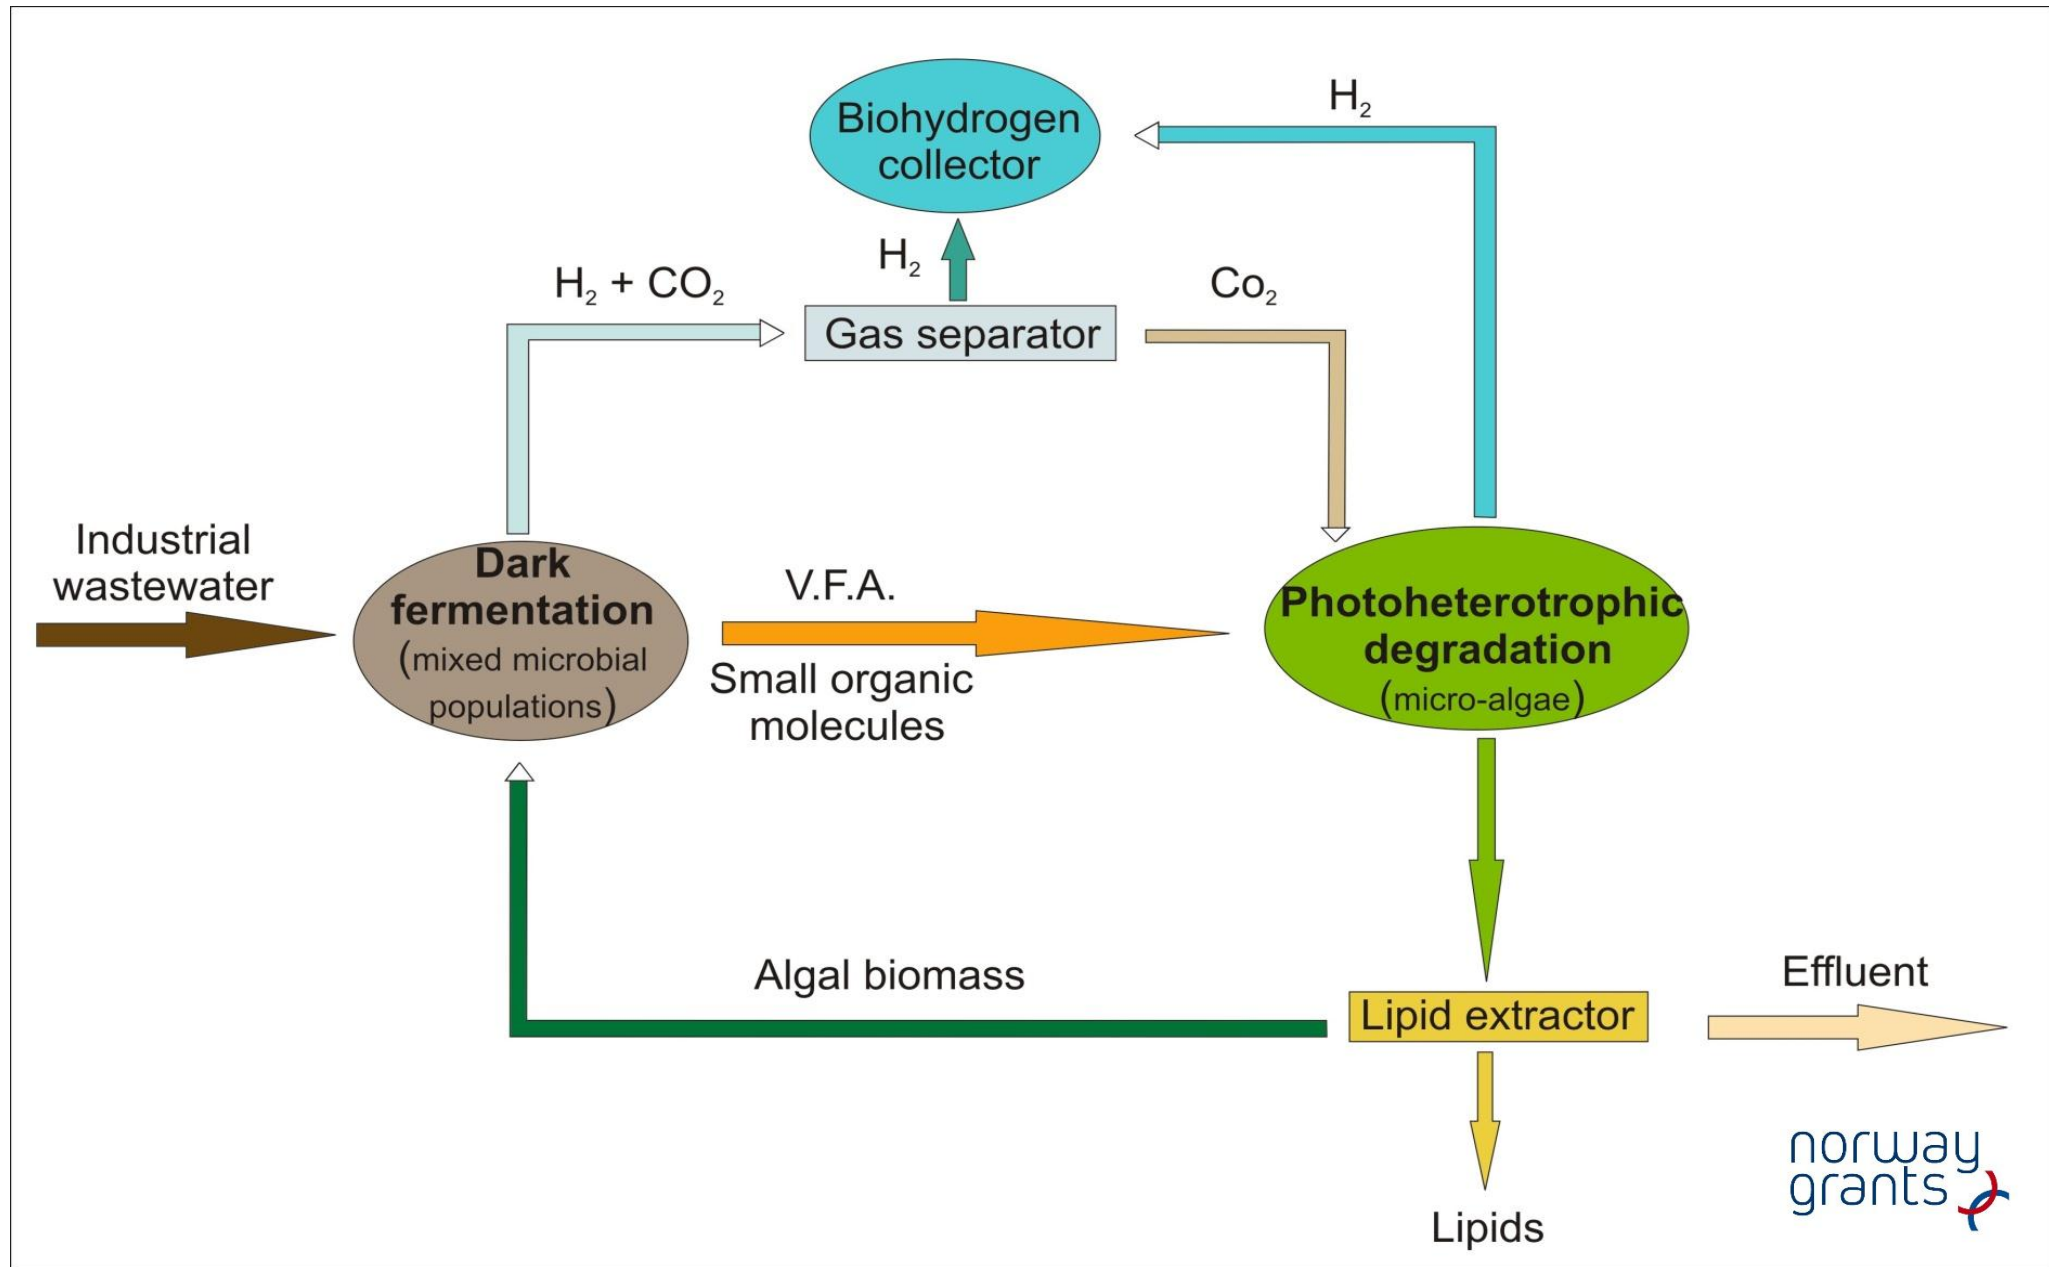 Biohydrogen
collector
H₂
H₂
H₂ + CO₂
Co₂
Gas separator
Industrial
wastewater
Dark
fermentation
(mixed microbial
populations)
V.F.A.
Small organic
molecules
Photoheterotrophic
degradation
(micro-algae)
Algal biomass
Lipid extractor
Effluent
Lipids
norway
grants